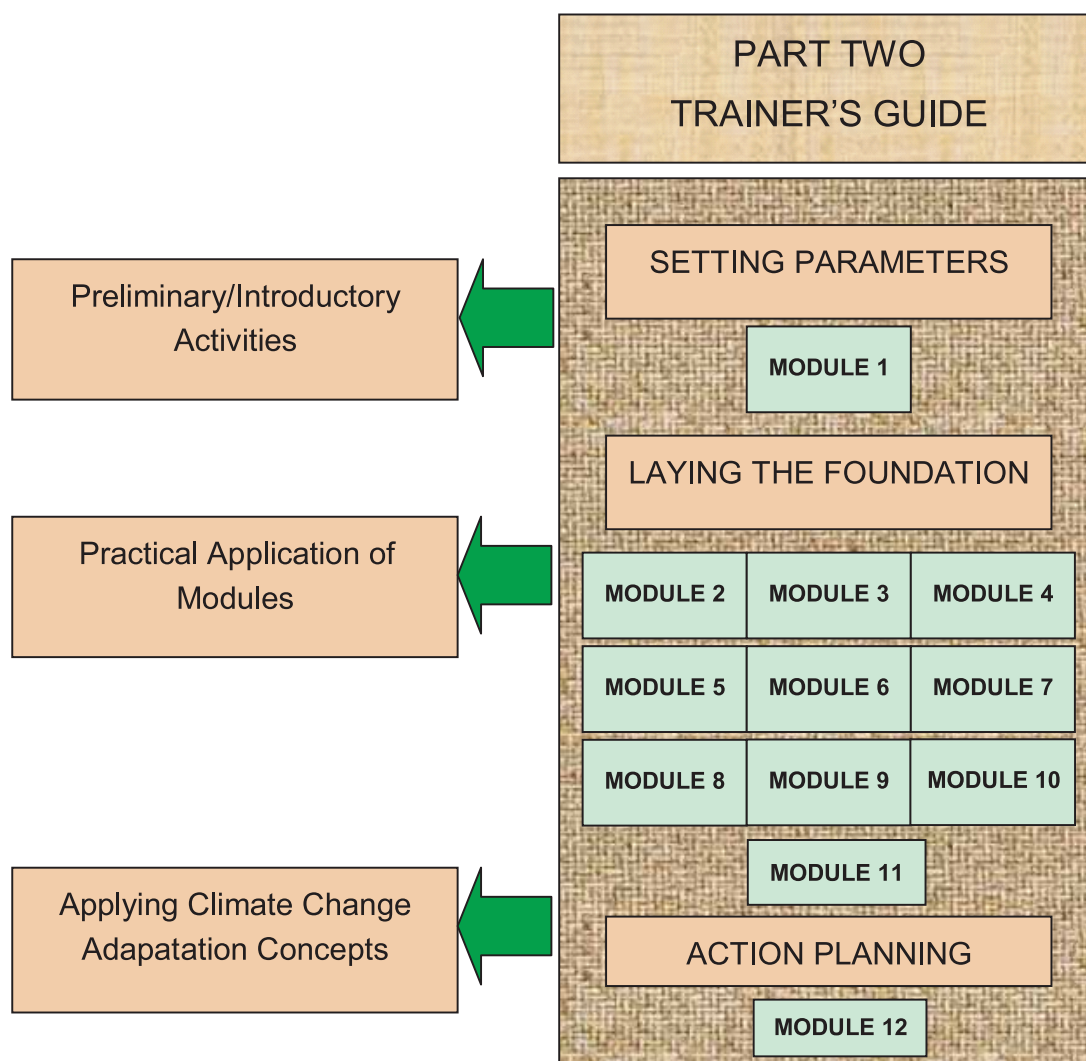 PART TWO
TRAINER’S GUIDE
SETTING PARAMETERS
Preliminary/Introductory
Activities
MODULE 1
LAYING THE FOUNDATION
Practical Application of
Modules
MODULE 2
MODULE 3
MODULE 4
MODULE 5
MODULE 6
MODULE 7
MODULE 8
MODULE 9
MODULE 10
MODULE 11
Applying Climate Change
Adapatation Concepts
ACTION PLANNING
MODULE 12